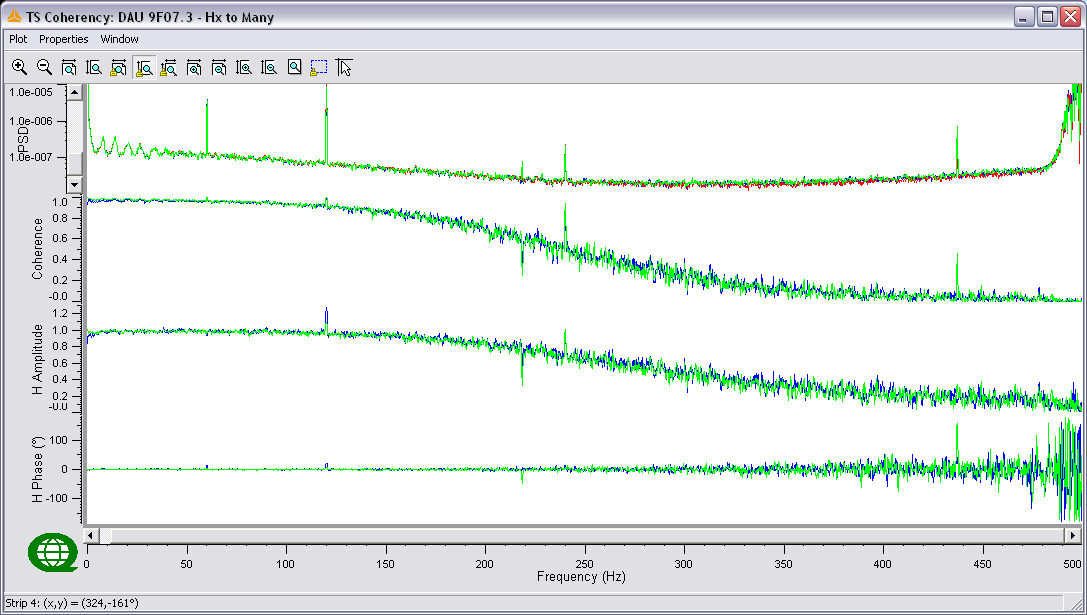 TS Coherency: DAU 9F07.3 - Hx to Many
Plot Properties Window
1.0e-005
1.0e-006
1.0e-007
PSD
1.0
0.8
0.6
0.4
0.2
-0.0
Coherence
1.2
1.0
0.8
0.6
0.4
0.2
-0.0
H Amplitude
100
0
-100
H Phase (°)
0 50 100 150 200 250 300 350 400 450 500
Frequency (Hz)
Strip 4: (x,y) = (324,-161°)